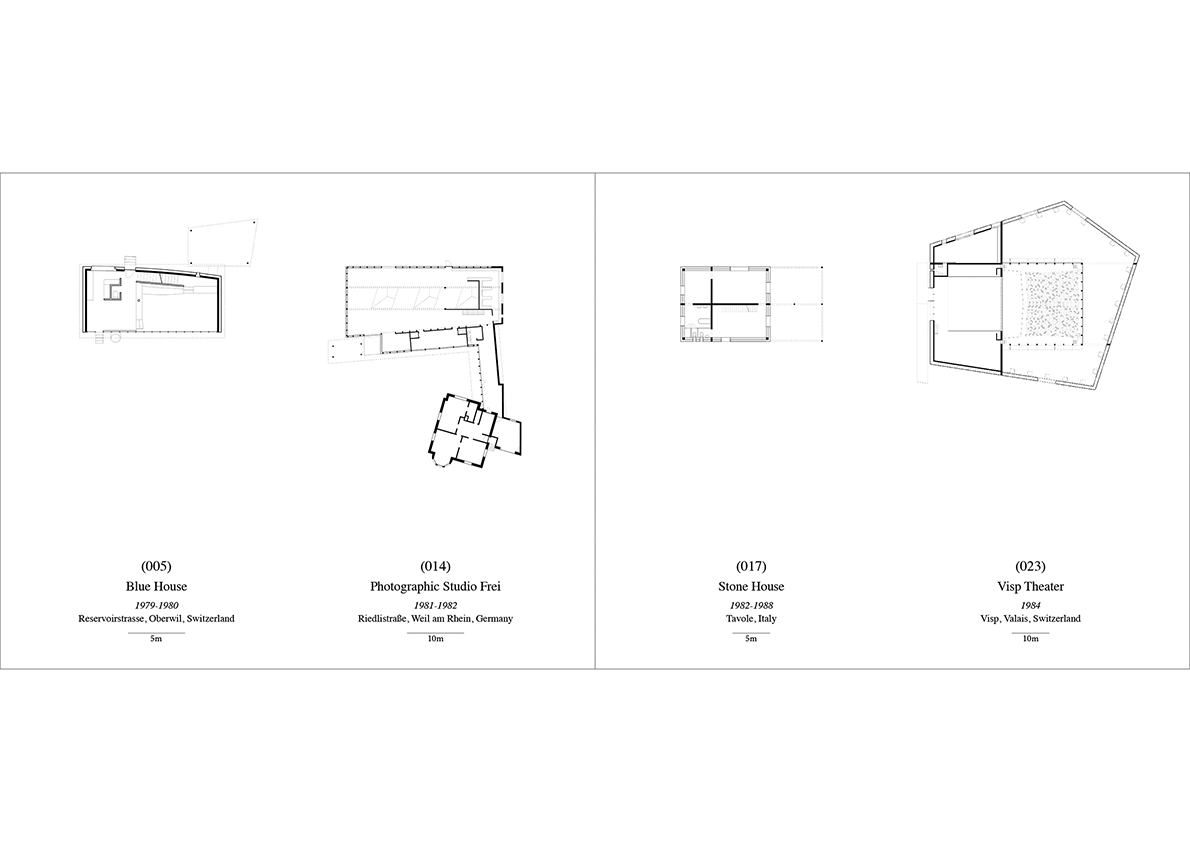 (005)
Blue House
1979-1980
Reservoirstrasse, Oberwil, Switzerland
5m
(014)
Photographic Studio Frei
1981-1982
Riedlistraße, Weil am Rhein, Germany
10m
(017)
Stone House
1982-1988
Tavole, Italy
5m
(023)
Visp Theater
1984
Visp, Valais, Switzerland
10m